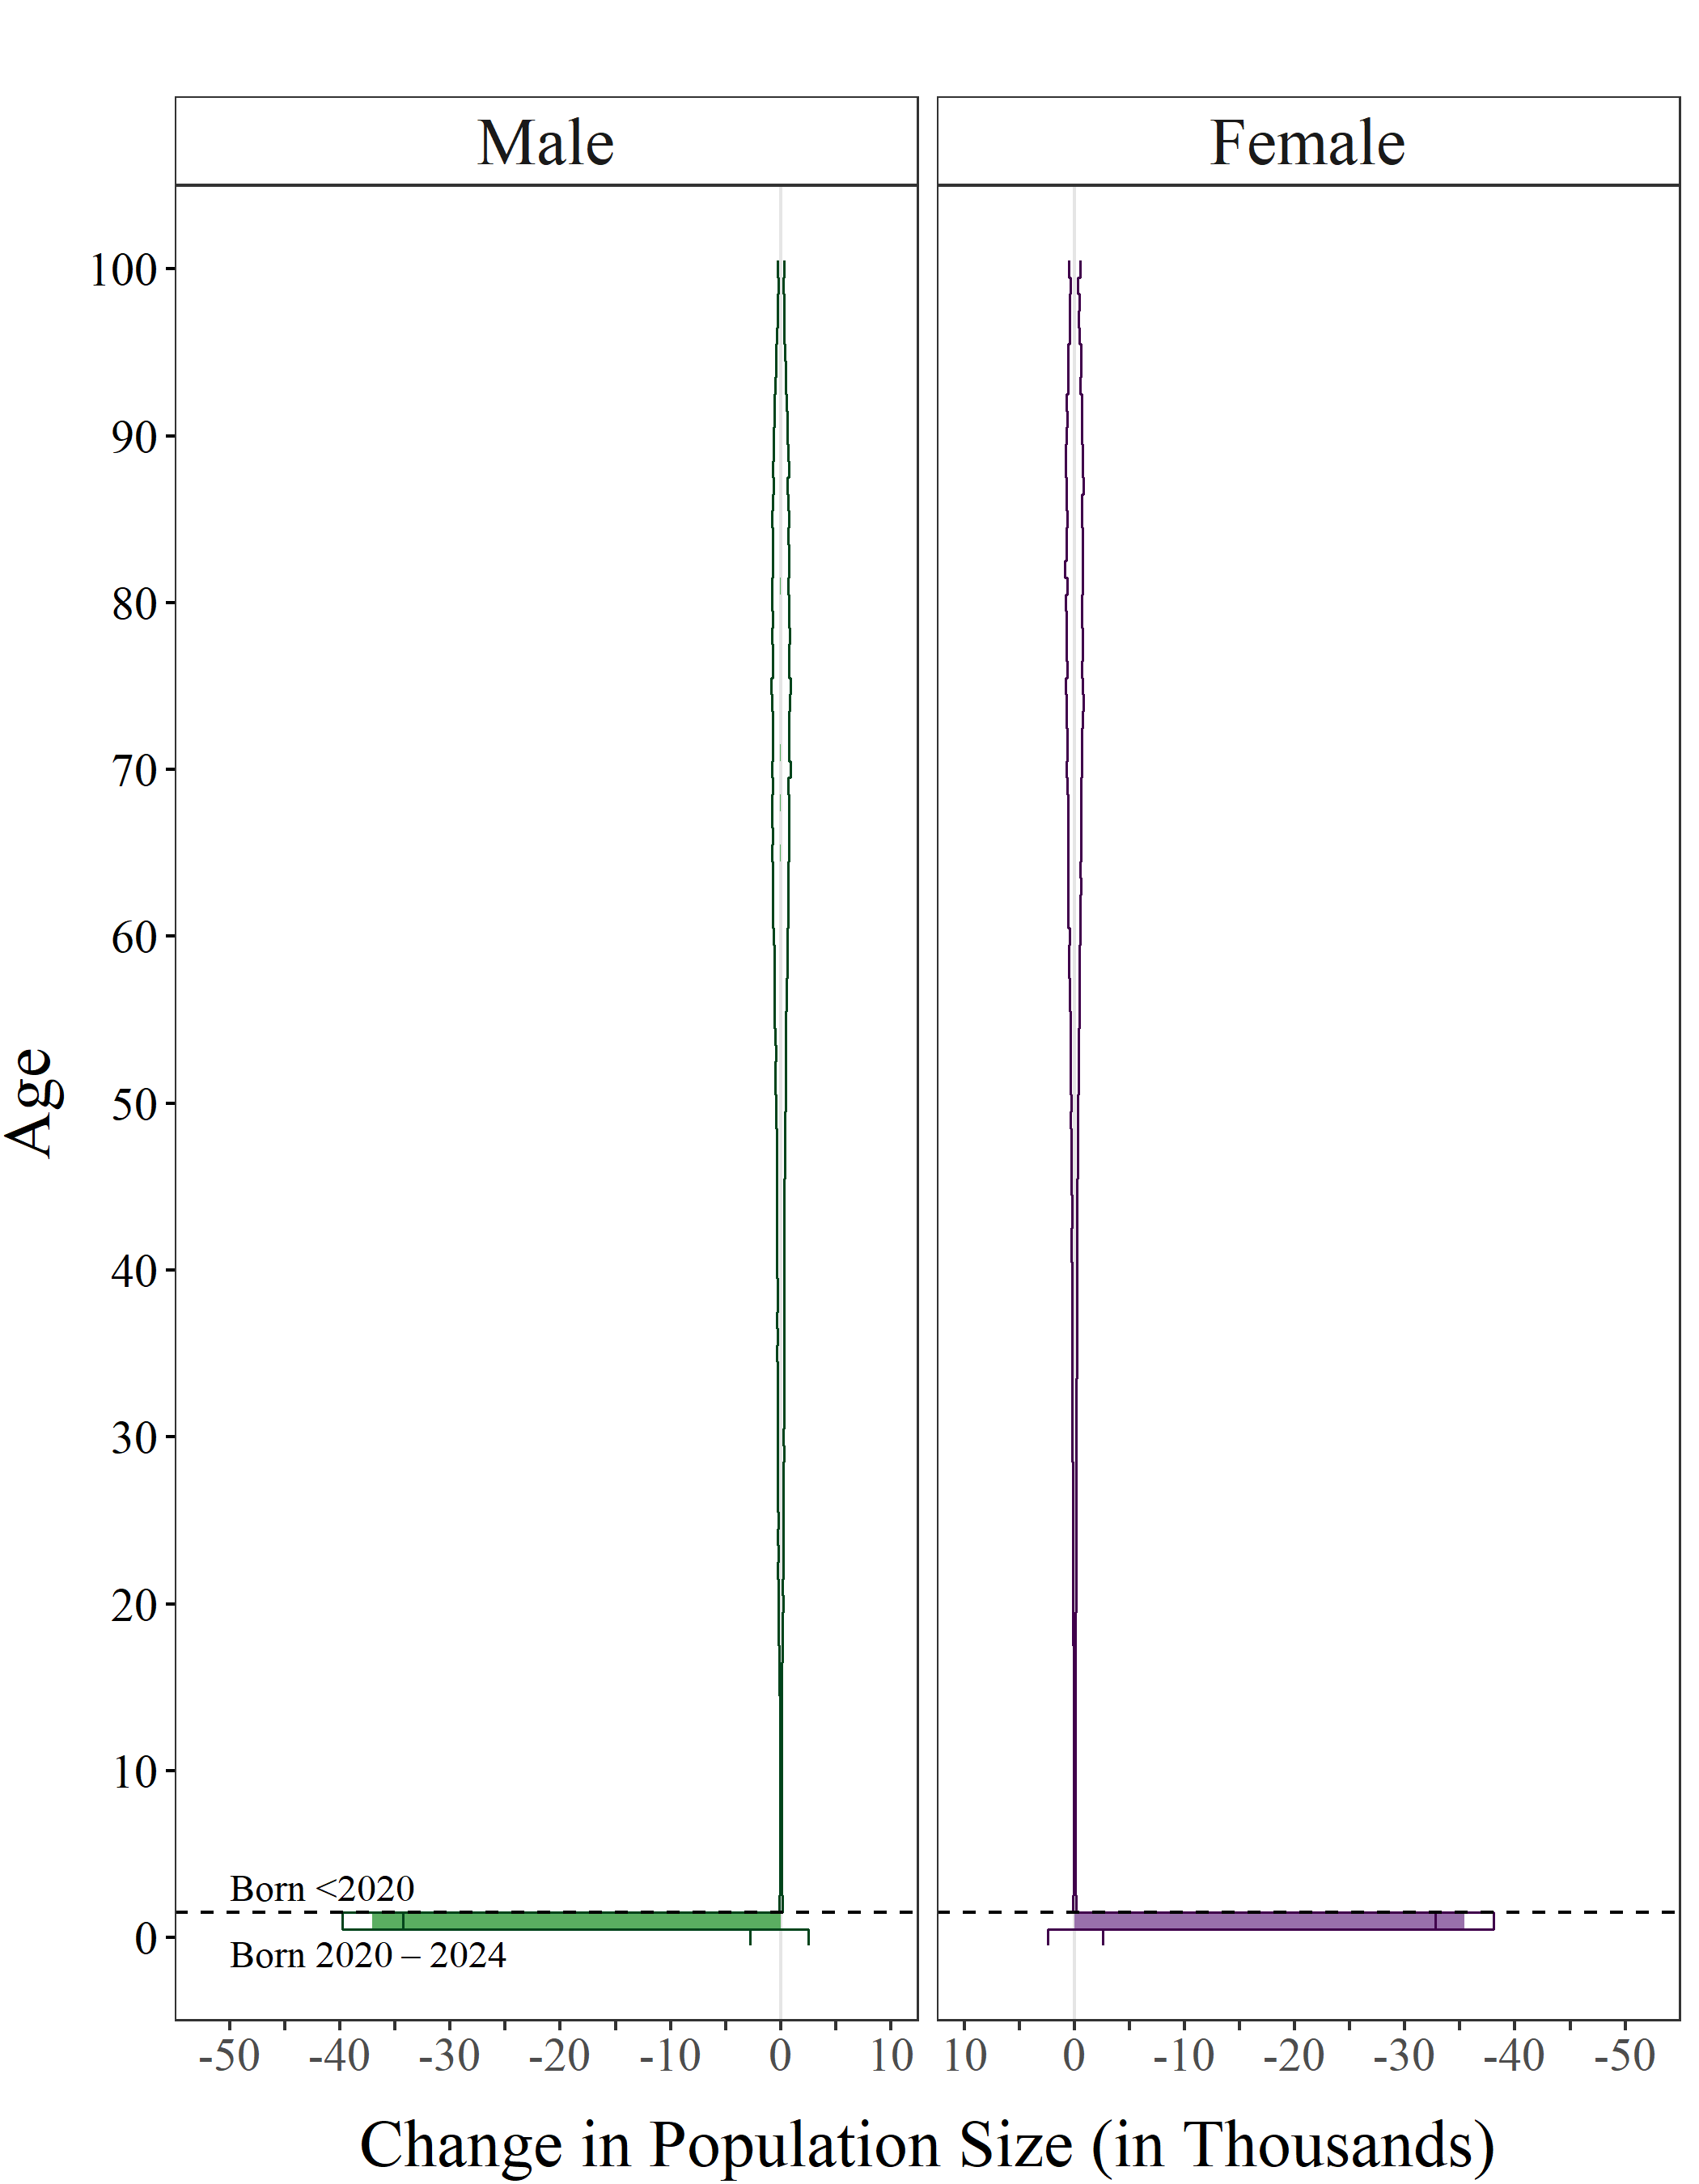 Male Female
100
90
80
70
60
50
40
30
20
10
0
Age
Born <2020
Born 2020 – 2024
-50 -40 -30 -20 -10 0 10 10 0 -10 -20 -30 -40 -50
Change in Population Size (in Thousands)